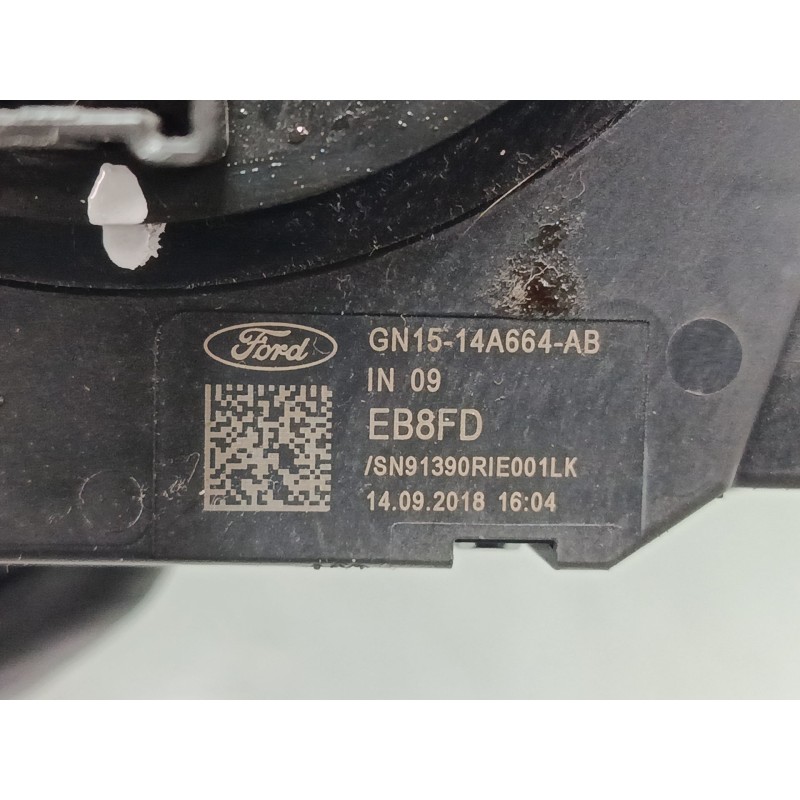 Ford
GN15-14A664-AB
IN 09
EB8FD
/SN91390RIE001LK
14.09.2018 16:04